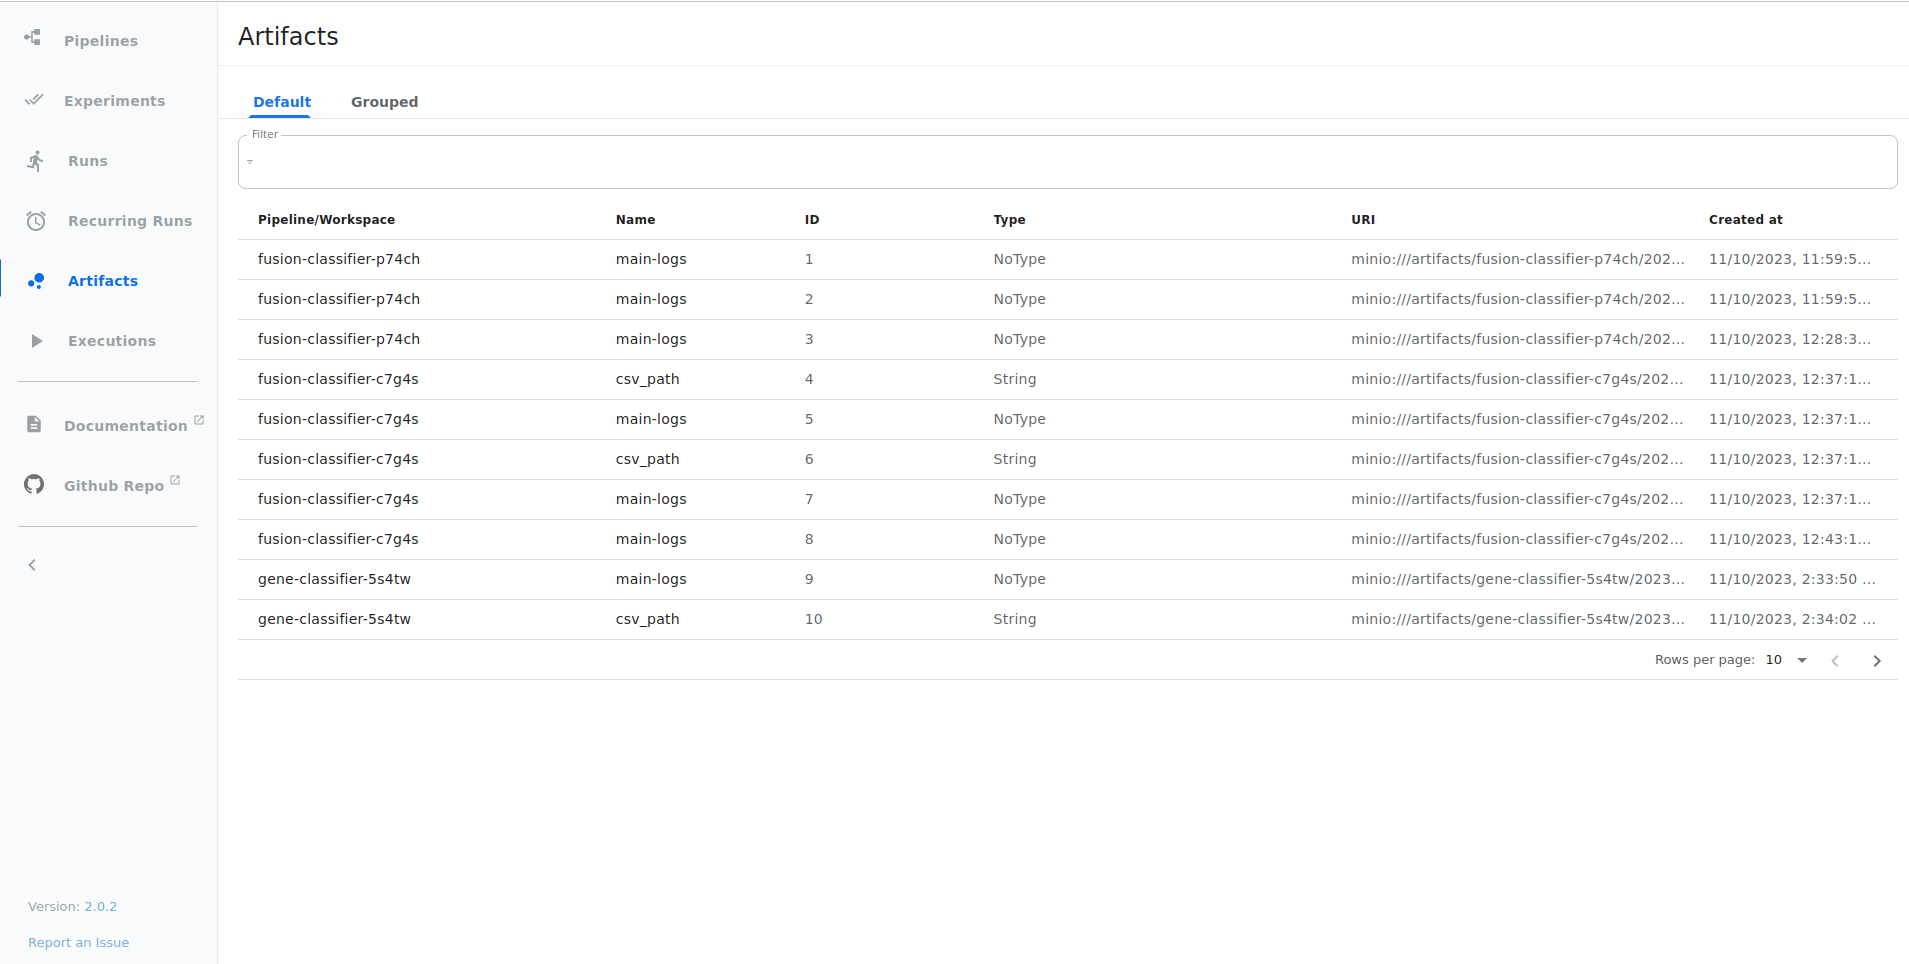 Pipelines
Experiments
Runs
Recurring Runs
Artifacts
Executions
Documentation
Github Repo
Version: 2.0.2
Report an Issue
Artifacts
Default Grouped
Filter
Pipeline/Workspace Name ID Type URI Created at
fusion-classifier-p74ch main-logs 1 NoType minio:///artifacts/fusion-classifier-p74ch/202... 11/10/2023, 11:59:5...
fusion-classifier-p74ch main-logs 2 NoType minio:///artifacts/fusion-classifier-p74ch/202... 11/10/2023, 11:59:5...
fusion-classifier-p74ch main-logs 3 NoType minio:///artifacts/fusion-classifier-p74ch/202... 11/10/2023, 12:28:3...
fusion-classifier-c7g4s csv_path 4 String minio:///artifacts/fusion-classifier-c7g4s/202... 11/10/2023, 12:37:1...
fusion-classifier-c7g4s main-logs 5 NoType minio:///artifacts/fusion-classifier-c7g4s/202... 11/10/2023, 12:37:1...
fusion-classifier-c7g4s csv_path 6 String minio:///artifacts/fusion-classifier-c7g4s/202... 11/10/2023, 12:37:1...
fusion-classifier-c7g4s main-logs 7 NoType minio:///artifacts/fusion-classifier-c7g4s/202... 11/10/2023, 12:37:1...
fusion-classifier-c7g4s main-logs 8 NoType minio:///artifacts/fusion-classifier-c7g4s/202... 11/10/2023, 12:43:1...
gene-classifier-5s4tw main-logs 9 NoType minio:///artifacts/gene-classifier-5s4tw/2023... 11/10/2023, 2:33:50 ...
gene-classifier-5s4tw csv_path 10 String minio:///artifacts/gene-classifier-5s4tw/2023... 11/10/2023, 2:34:02 ...
Rows per page: 10